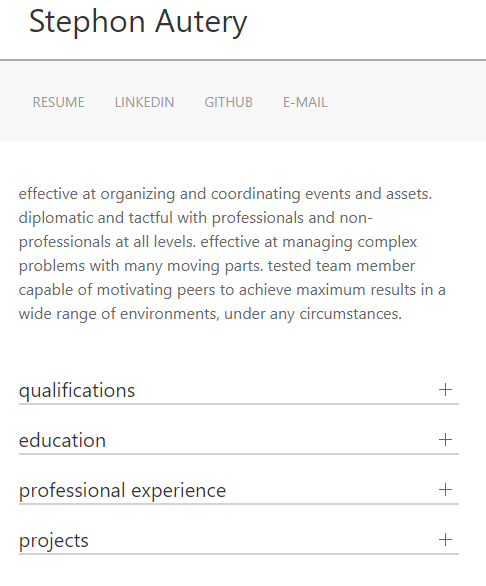 Stephon Autery
RESUME LINKEDIN GITHUB E-MAIL
effective at organizing and coordinating events and assets.
diplomatic and tactful with professionals and non-
professionals at all levels. effective at managing complex
problems with many moving parts. tested team member
capable of motivating peers to achieve maximum results in a
wide range of environments, under any circumstances.
qualifications +
education +
professional experience +
projects +